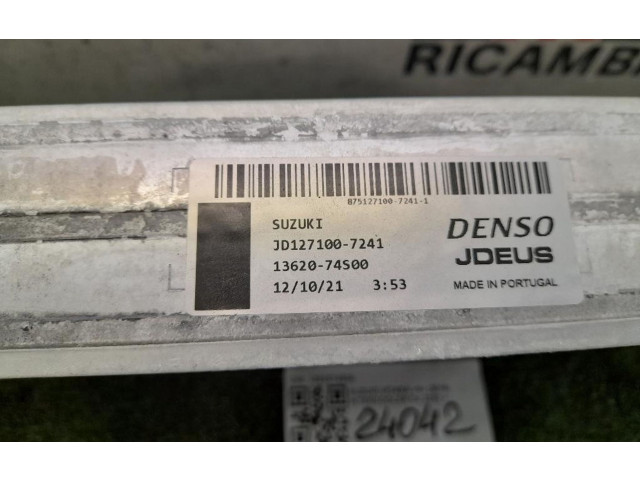 RICAMB
875127100-7241-1
SUZUKI
JD127100-7241
13620-74S00
12/10/21 3:53
DENSO
JDEUS
MADE IN PORTUGAL
24042